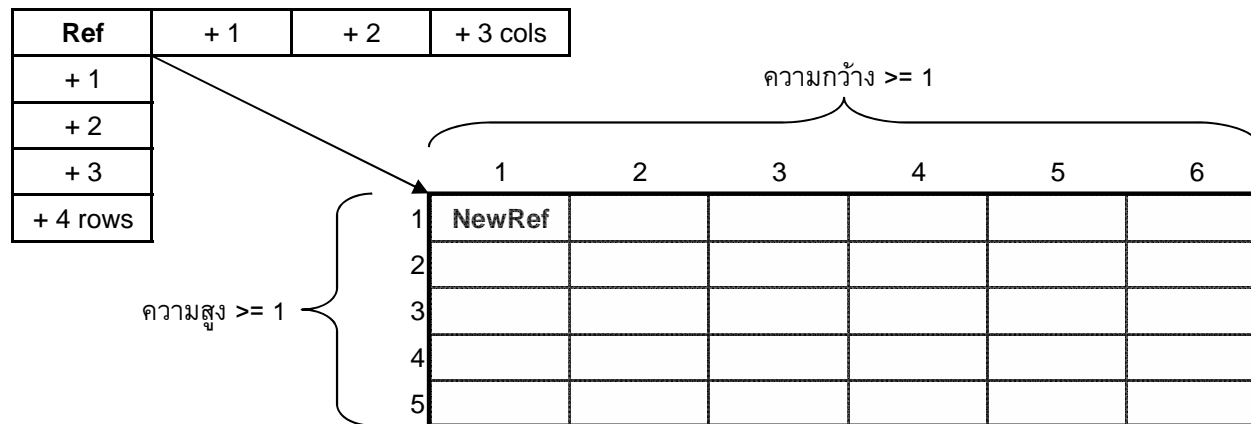 Ref + 1 + 2 + 3 cols
+ 1
+ 2
+ 3
+ 4 rows
ความกว้าง >= 1
1 2 3 4 5 6
1 NewRef
2
3
4
5
ความสูง >= 1